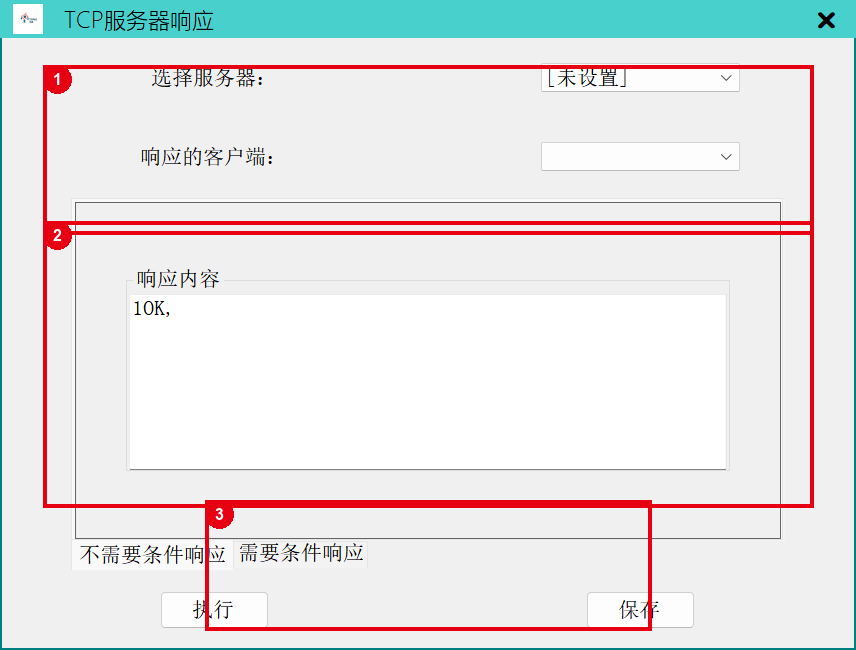 TCP服务器响应
1
选择服务器：
[未设置]
响应的客户端：
2
响应内容
1OK,
3
不需要条件响应
需要条件响应
执行
保存